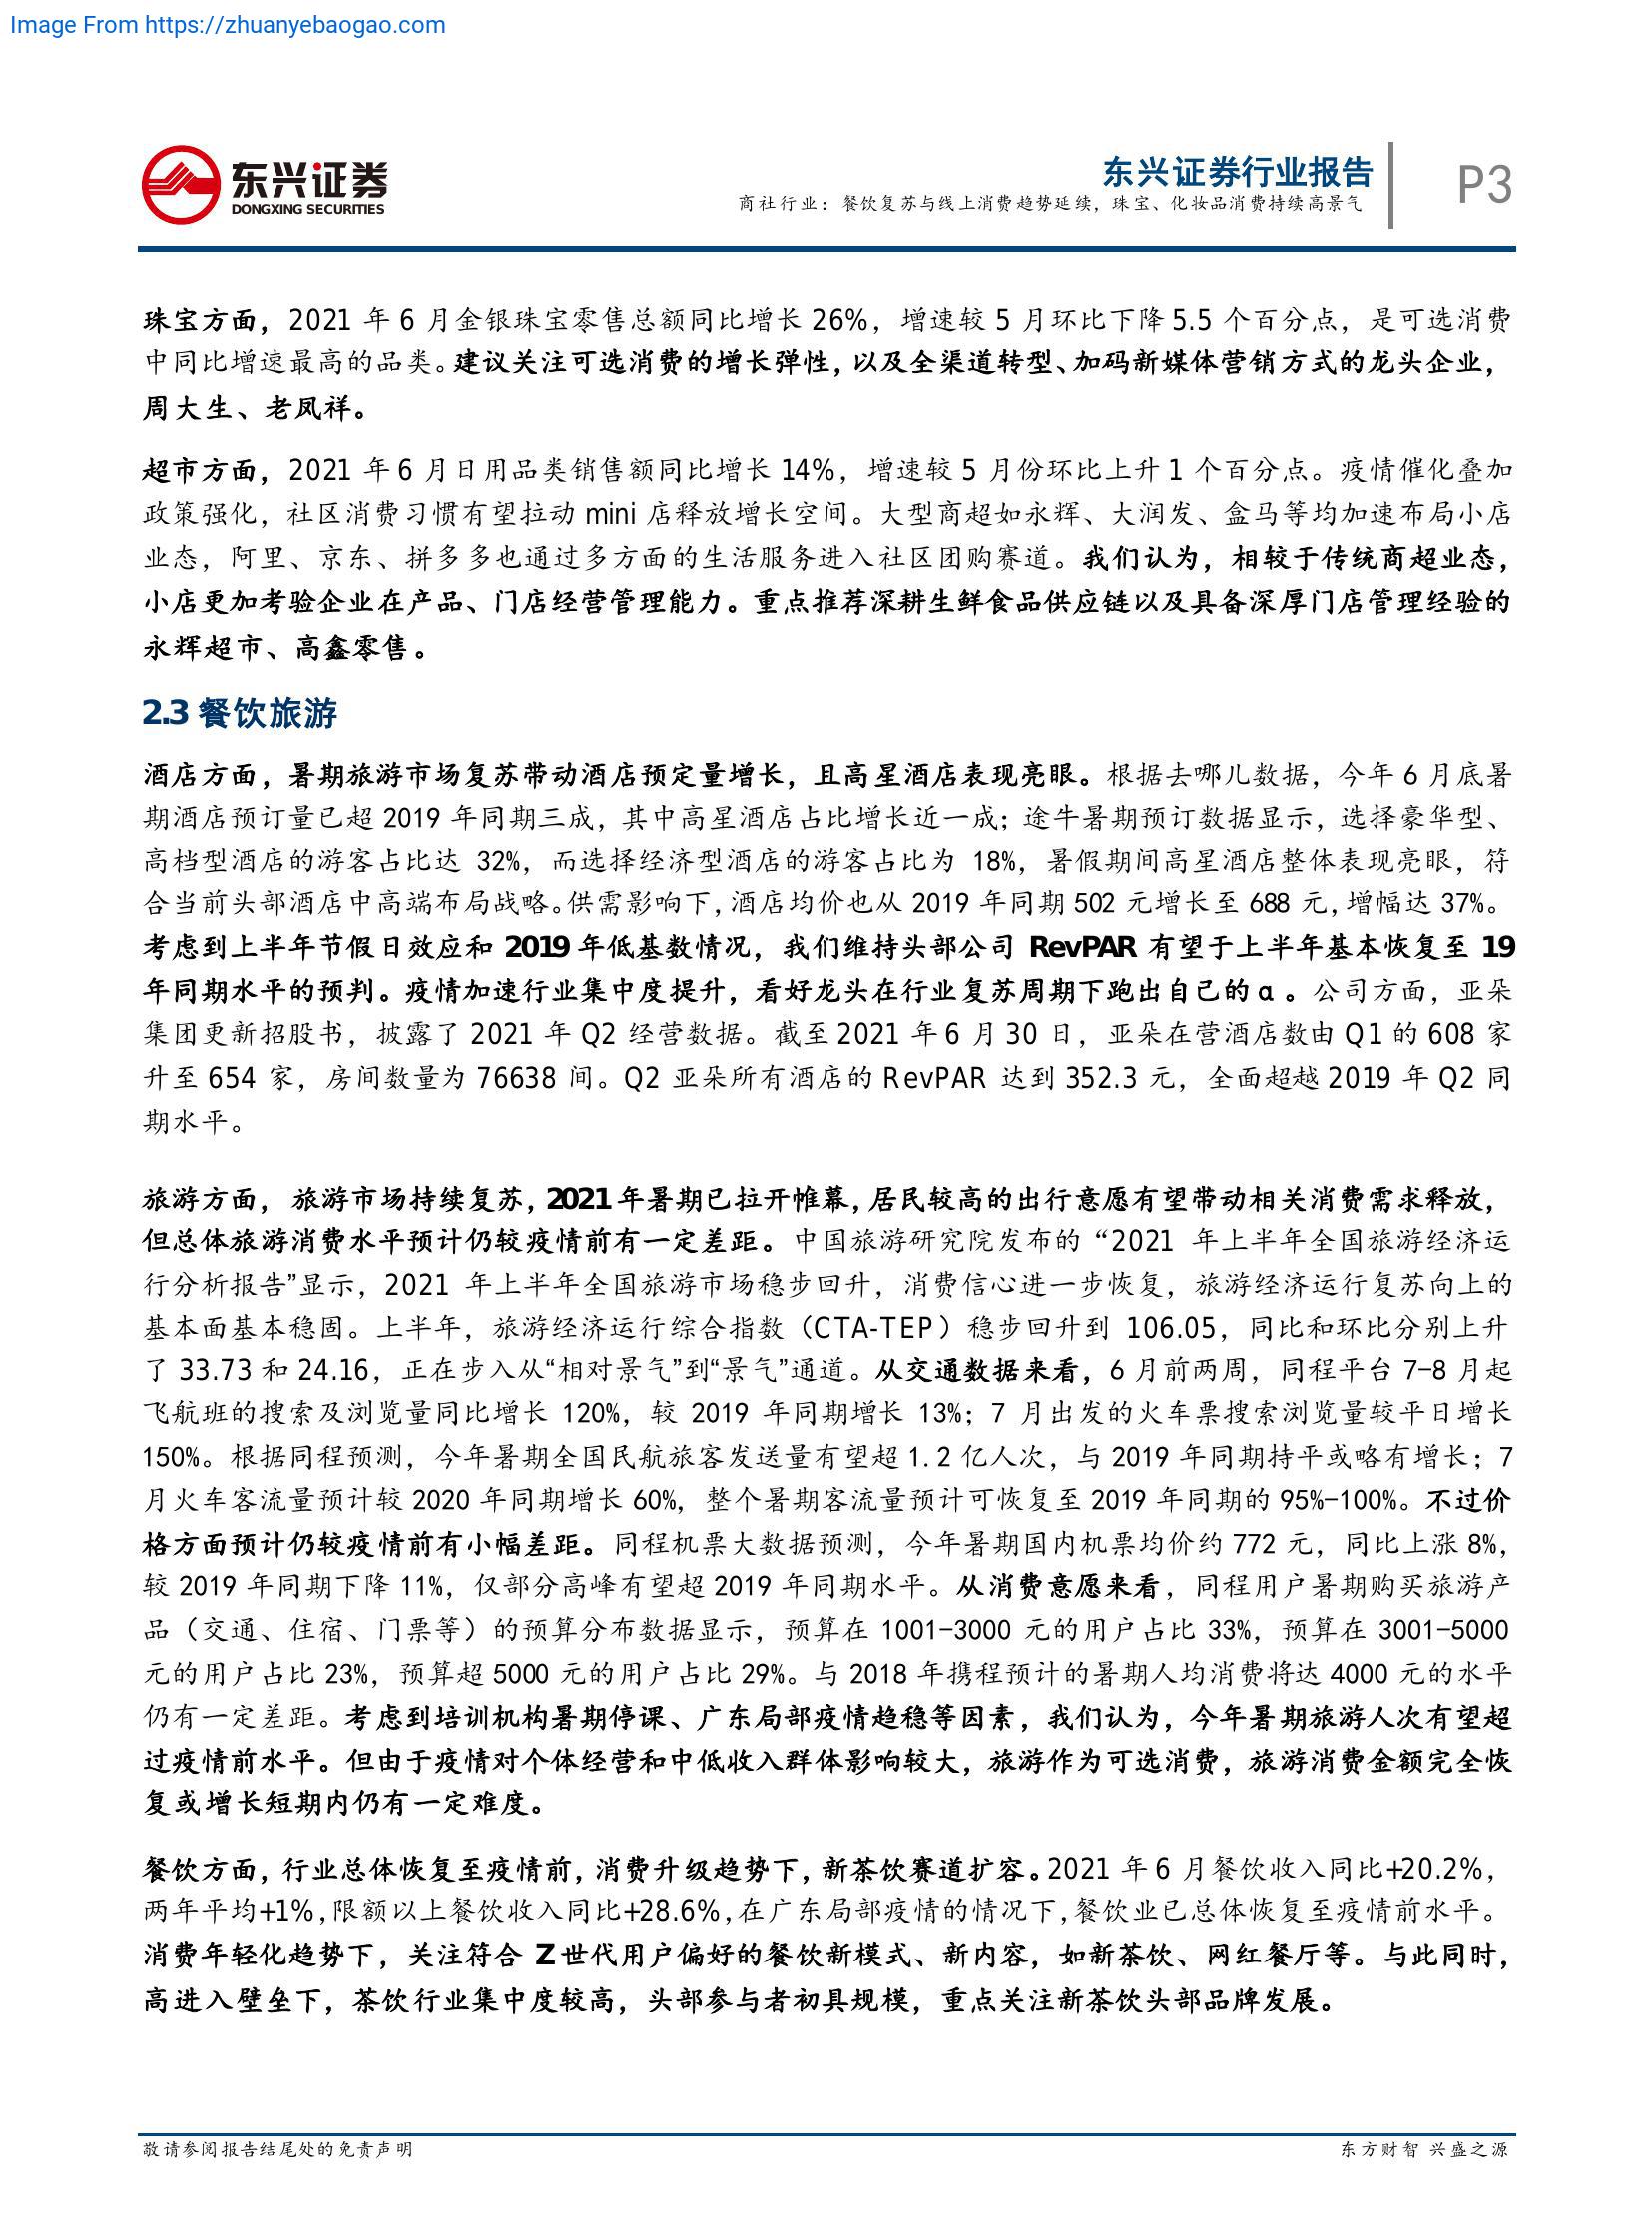 Image From https://zhuanyebaogao.com
东兴证券
DONGXING SECURITIES
东兴证券行业报告
商社行业：餐饮复苏与线上消费趋势延续，珠宝、化妆品消费持续高景气
P3
珠宝方面，2021 年 6 月金银珠宝零售总额同比增长 26%，增速较 5 月环比下降 5.5 个百分点，是可选消费
中同比增速最高的品类。建议关注可选消费的增长弹性，以及全渠道转型、加码新媒体营销方式的龙头企业，
周大生、老凤祥。
超市方面，2021 年 6 月日用品类销售额同比增长 14%，增速较 5 月份环比上升 1 个百分点。疫情催化叠加
政策强化，社区消费习惯有望拉动 mini 店释放增长空间。大型商超如永辉、大润发、盒马等均加速布局小店
业态，阿里、京东、拼多多也通过多方面的生活服务进入社区团购赛道。我们认为，相较于传统商超业态，
小店更加考验企业在产品、门店经营管理能力。重点推荐深耕生鲜食品供应链以及具备深厚门店管理经验的
永辉超市、高鑫零售。
2.3 餐饮旅游
酒店方面，暑期旅游市场复苏带动酒店预定量增长，且高星酒店表现亮眼。根据去哪儿数据，今年 6 月底暑
期酒店预订量已超 2019 年同期三成，其中高星酒店占比增长近一成；途牛暑期预订数据显示，选择豪华型、
高档型酒店的游客占比达 32%，而选择经济型酒店的游客占比为 18%，暑假期间高星酒店整体表现亮眼，符
合当前头部酒店中高端布局战略。供需影响下，酒店均价也从 2019 年同期 502 元增长至 688 元，增幅达 37%。
考虑到上半年节假日效应和 2019 年低基数情况，我们维持头部公司 RevPAR 有望于上半年基本恢复至 19
年同期水平的预判。疫情加速行业集中度提升，看好龙头在行业复苏周期下跑出自己的 α 。公司方面，亚朵
集团更新招股书，披露了 2021 年 Q2 经营数据。截至 2021 年 6 月 30 日，亚朵在营酒店数由 Q1 的 608 家
升至 654 家，房间数量为 76638 间。Q2 亚朵所有酒店的 RevPAR 达到 352.3 元，全面超越 2019 年 Q2 同
期水平。
旅游方面，旅游市场持续复苏，2021 年暑期已拉开帷幕，居民较高的出行意愿有望带动相关消费需求释放，
但总体旅游消费水平预计仍较疫情前有一定差距。中国旅游研究院发布的“2021 年上半年全国旅游经济运
行分析报告”显示，2021 年上半年全国旅游市场稳步回升，消费信心进一步恢复，旅游经济运行复苏向上的
基本面基本稳固。上半年，旅游经济运行综合指数（CTA-TEP）稳步回升到 106.05，同比和环比分别上升
了 33.73 和 24.16，正在步入从“相对景气”到“景气”通道。从交通数据来看，6 月前两周，同程平台 7-8 月起
飞航班的搜索及浏览量同比增长 120%，较 2019 年同期增长 13%；7 月出发的火车票搜索浏览量较平日增长
150%。根据同程预测，今年暑期全国民航旅客发送量有望超 1.2 亿人次，与 2019 年同期持平或略有增长；7
月火车客流量预计较 2020 年同期增长 60%，整个暑期客流量预计可恢复至 2019 年同期的 95%-100%。不过价
格方面预计仍较疫情前有小幅差距。同程机票大数据预测，今年暑期国内机票均价约 772 元，同比上涨 8%，
较 2019 年同期下降 11%，仅部分高峰有望超 2019 年同期水平。从消费意愿来看，同程用户暑期购买旅游产
品（交通、住宿、门票等）的预算分布数据显示，预算在 1001-3000 元的用户占比 33%，预算在 3001-5000
元的用户占比 23%，预算超 5000 元的用户占比 29%。与 2018 年携程预计的暑期人均消费将达 4000 元的水平
仍有一定差距。考虑到培训机构暑期停课、广东局部疫情趋稳等因素，我们认为，今年暑期旅游人次有望超
过疫情前水平。但由于疫情对个体经营和中低收入群体影响较大，旅游作为可选消费，旅游消费金额完全恢
复或增长短期内仍有一定难度。
餐饮方面，行业总体恢复至疫情前，消费升级趋势下，新茶饮赛道扩容。2021 年 6 月餐饮收入同比+20.2%，
两年平均+1%，限额以上餐饮收入同比+28.6%，在广东局部疫情的情况下，餐饮业已总体恢复至疫情前水平。
消费年轻化趋势下，关注符合 Z 世代用户偏好的餐饮新模式、新内容，如新茶饮、网红餐厅等。与此同时，
高进入壁垒下，茶饮行业集中度较高，头部参与者初具规模，重点关注新茶饮头部品牌发展。
敬请参阅报告结尾处的免责声明
东方财智 兴盛之源